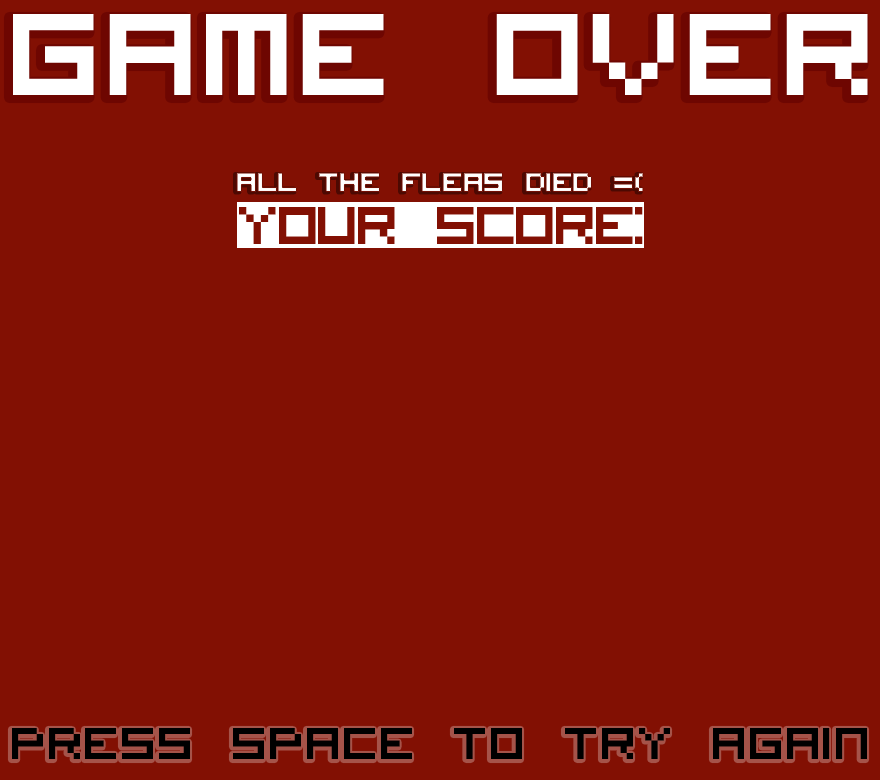 GAME OVER
ALL THE FLEAS DIED =(
YOUR SCORE:
PRESS SPACE TO TRY AGAIN